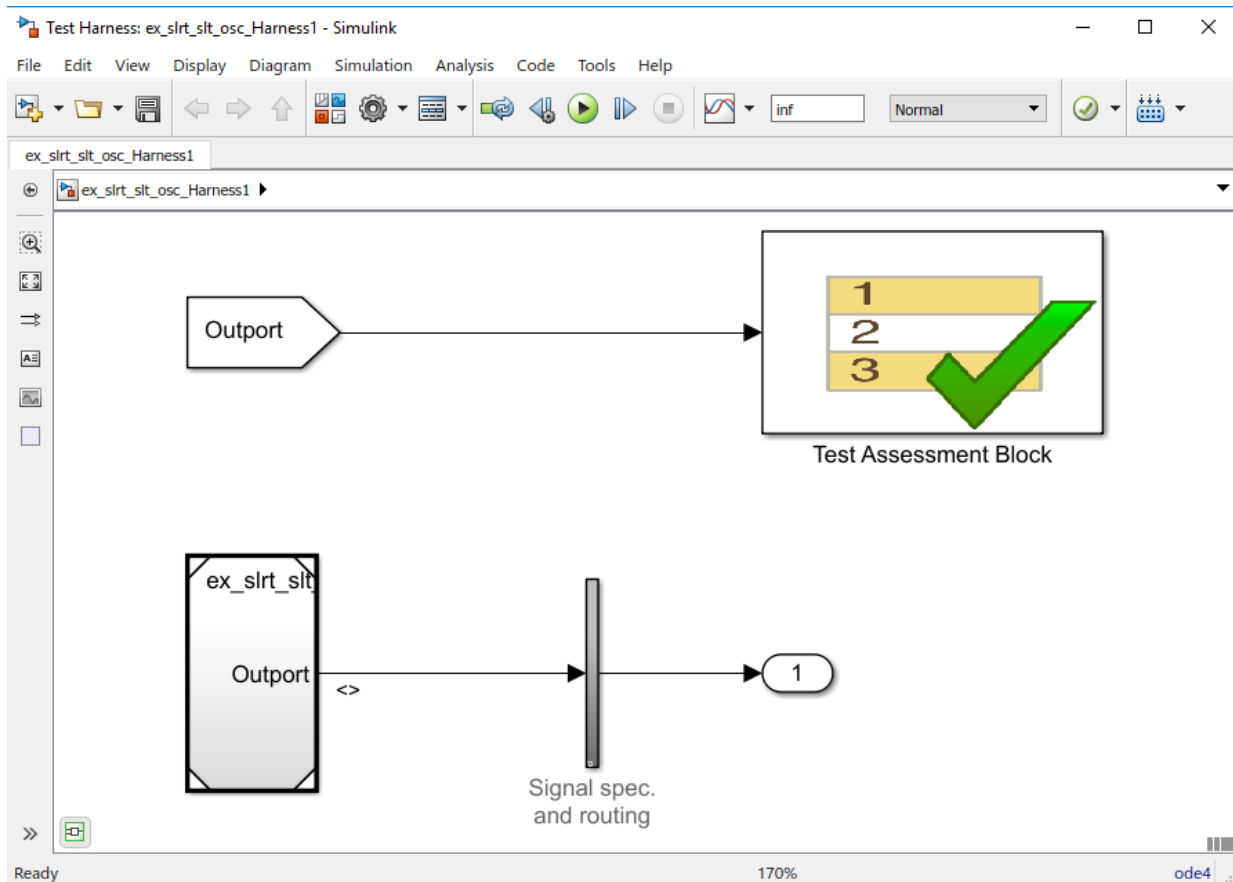 Test Harness: ex_slrt_slt_osc_Harness1 - Simulink
File Edit View Display Diagram Simulation Analysis Code Tools Help
inf Normal
ex_slrt_slt_osc_Harness1
ex_slrt_slt_osc_Harness1
Outport
1
2
3
Test Assessment Block
ex_slrt_slt_
Outport
<>
1
Signal spec.
and routing
Ready 170% ode4